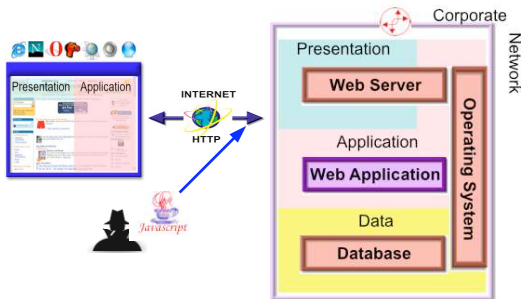 Corporate
Network
Presentation
Presentation
Application
Web Server
INTERNET
HTTP
Operating System
Application
Web Application
Javascript
Data
Database